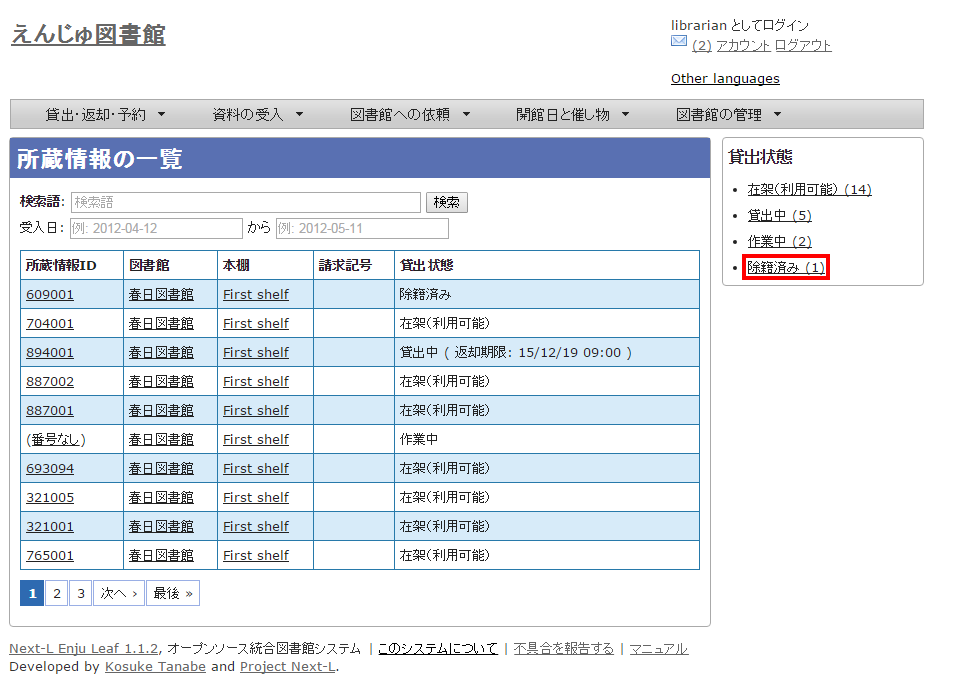 えんじゅ図書館
librarian としてログイン
(2) アカウント ログアウト
Other languages
貸出・返却・予約 ▼ 資料の受入 ▼ 図書館への依頼 ▼ 開館日と催し物 ▼ 図書館の管理 ▼
所蔵情報の一覧
検索語: 検索語 検索
受入日: 例: 2012-04-12 から 例: 2012-05-11
所蔵情報ID 図書館 本棚 請求記号 貸出状態
609001 春日図書館 First shelf 除籍済み
704001 春日図書館 First shelf 在架(利用可能)
894001 春日図書館 First shelf 貸出中 ( 返却期限: 15/12/19 09:00 )
887002 春日図書館 First shelf 在架(利用可能)
887001 春日図書館 First shelf 在架(利用可能)
(番号なし) 春日図書館 First shelf 作業中
693094 春日図書館 First shelf 在架(利用可能)
321005 春日図書館 First shelf 在架(利用可能)
321001 春日図書館 First shelf 在架(利用可能)
765001 春日図書館 First shelf 在架(利用可能)
1 2 3 次へ › 最後 »
貸出状態
• 在架(利用可能) (14)
• 貸出中 (5)
• 作業中 (2)
• 除籍済み (1)
Next-L Enju Leaf 1.1.2, オープンソース統合図書館システム | このシステムについて | 不具合を報告する | マニュアル
Developed by Kosuke Tanabe and Project Next-L.